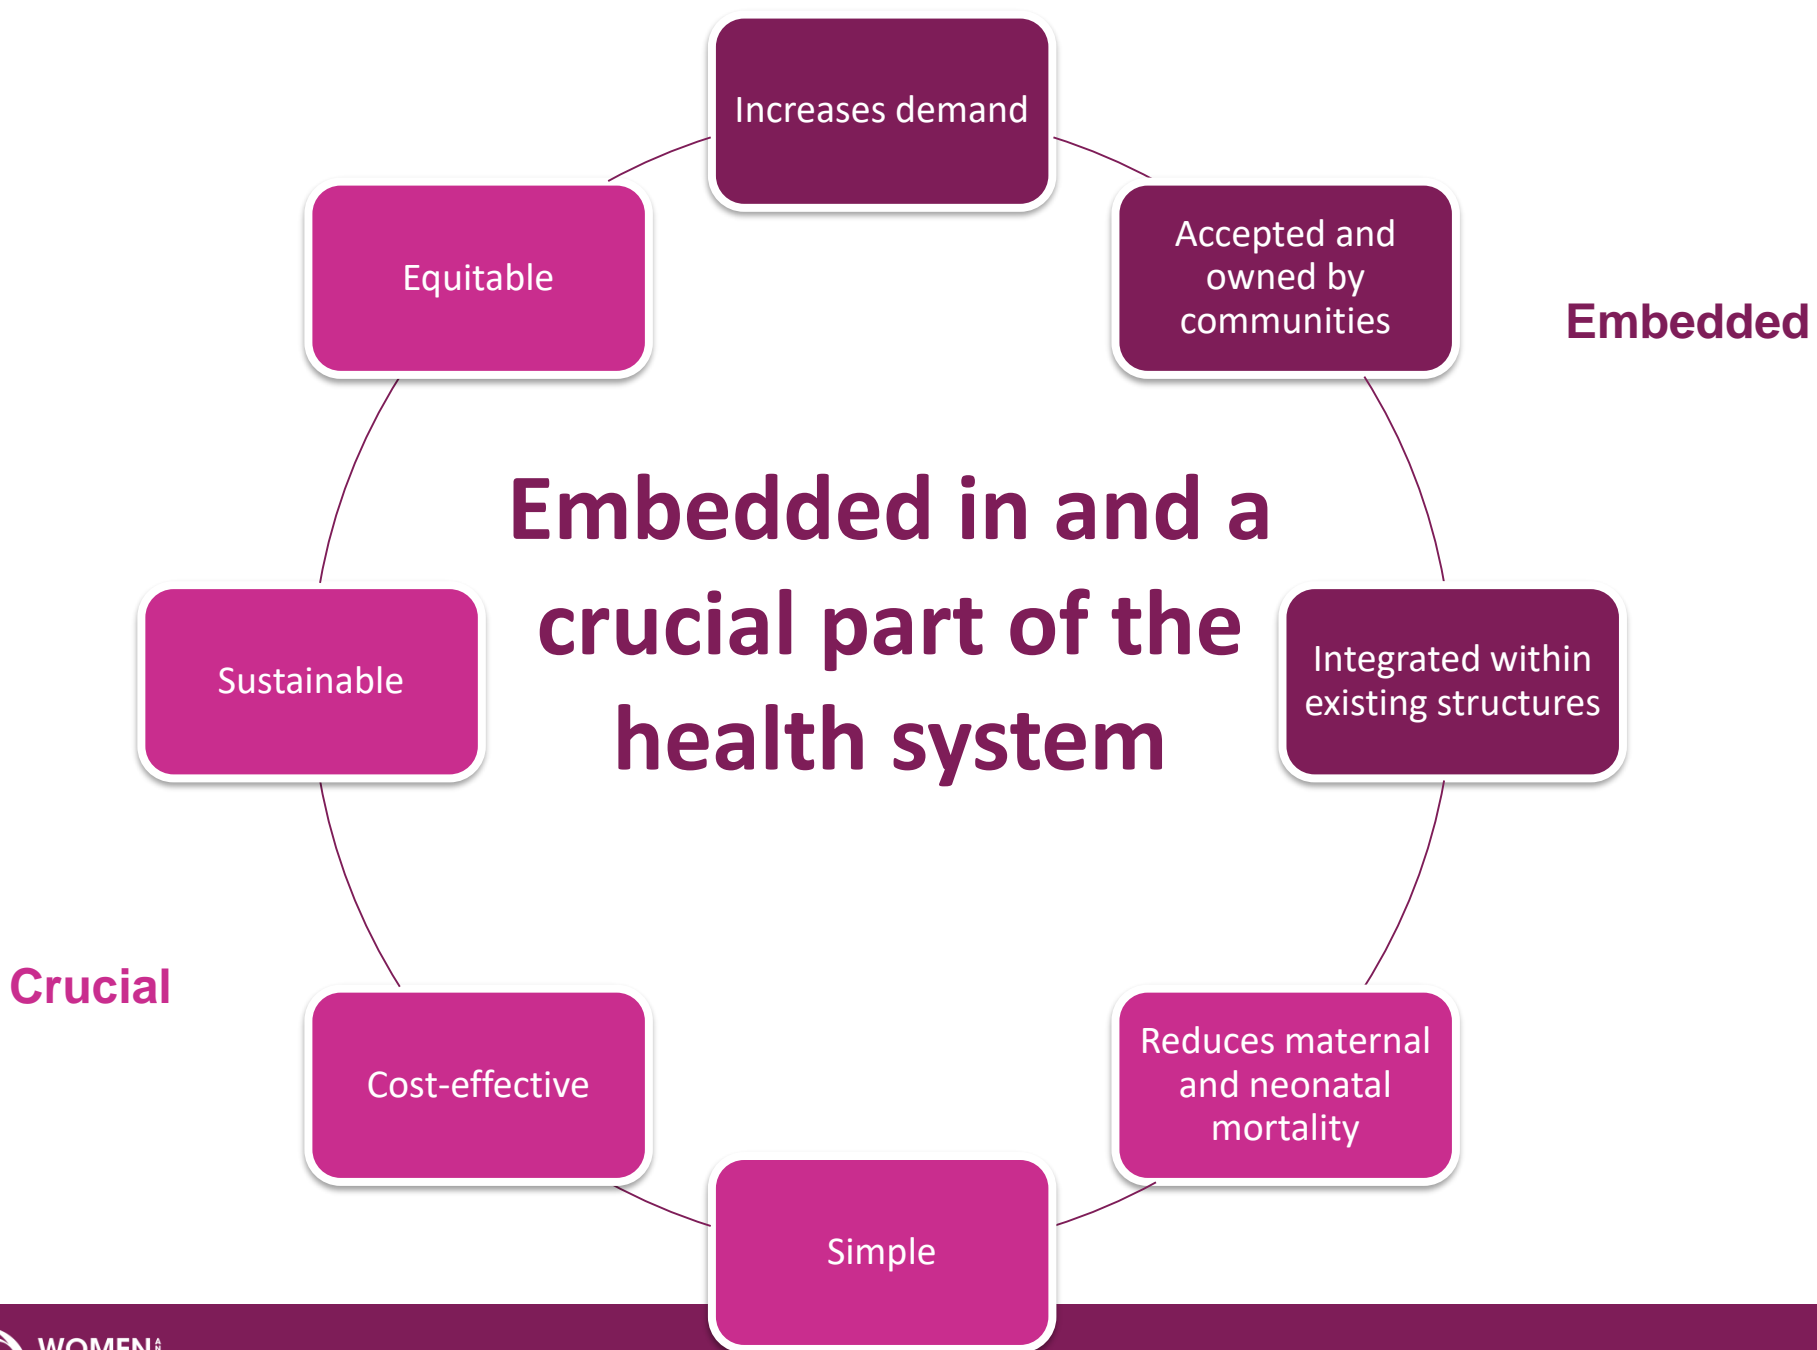 Increases demand
Accepted and
owned by
communities
Embedded
Equitable
Embedded in and a
crucial part of the
health system
Integrated within
existing structures
Sustainable
Crucial
Reduces maternal
and neonatal
mortality
Cost-effective
Simple
WOMEN